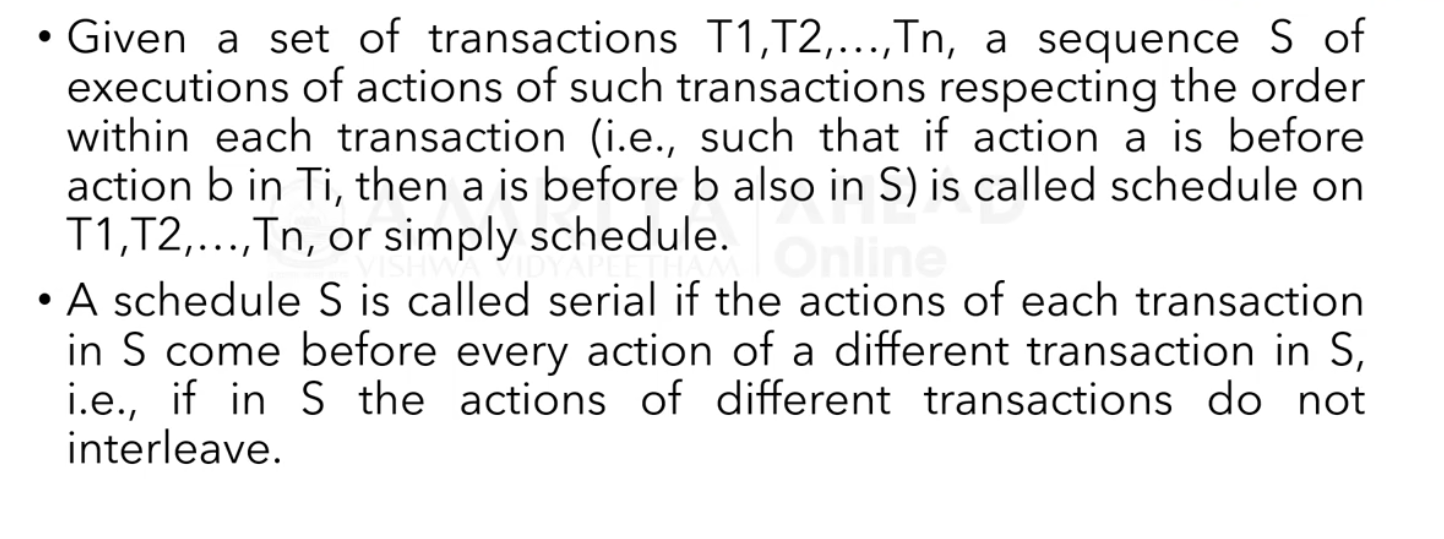 • Given a set of transactions T1,T2,…,Tn, a sequence S of
executions of actions of such transactions respecting the order
within each transaction (i.e., such that if action a is before
action b in Ti, then a is before b also in S) is called schedule on
T1,T2,…,Tn, or simply schedule.
AMRITA AHEAD
VISHWA VIDYAPEETHAM Online
• A schedule S is called serial if the actions of each transaction
in S come before every action of a different transaction in S,
i.e., if in S the actions of different transactions do not
interleave.